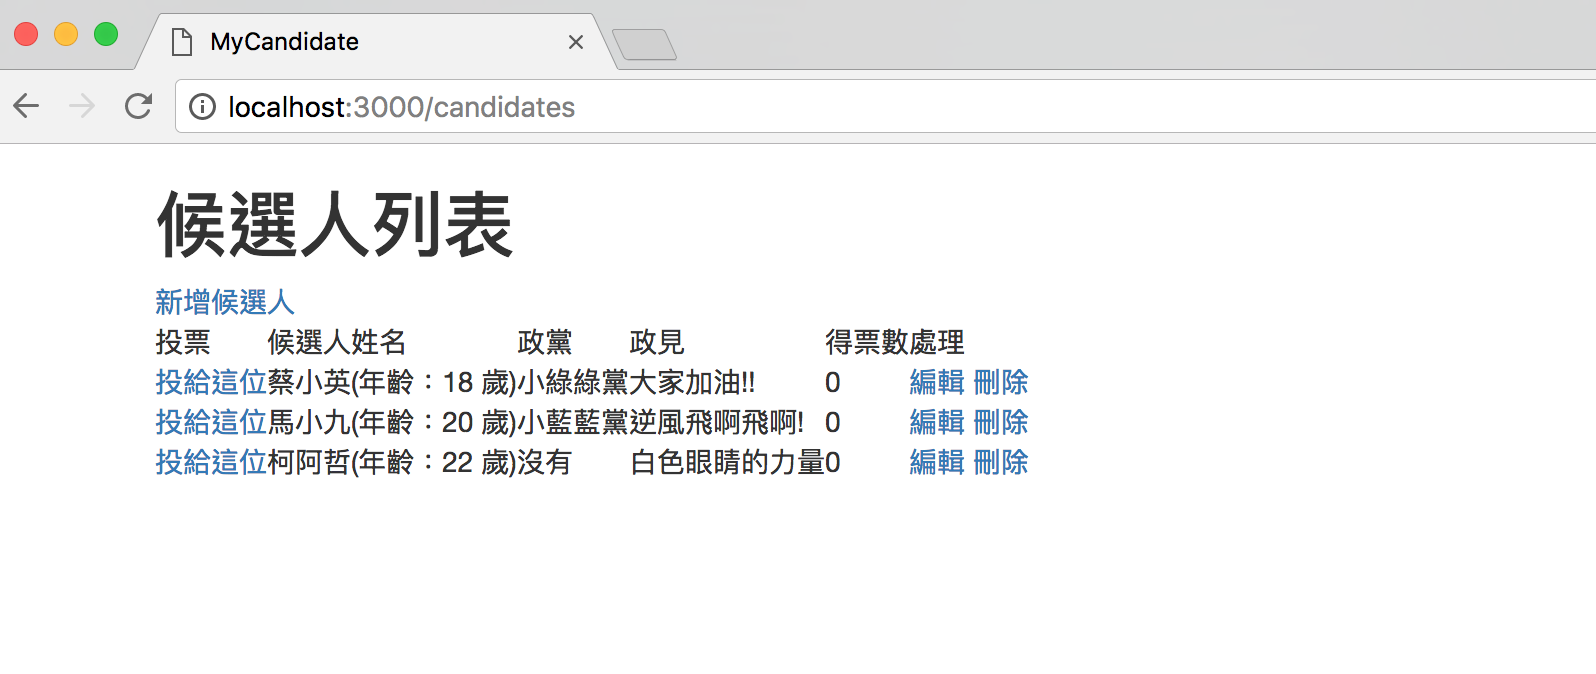 MyCandidate
localhost:3000/candidates
候選人列表
新增候選人
投票 候選人姓名 政黨 政見 得票數處理
投給這位蔡小英(年齡：18 歲)小綠綠黨大家加油!! 0 編輯 刪除
投給這位馬小九(年齡：20 歲)小藍藍黨逆風飛啊飛啊! 0 編輯 刪除
投給這位柯阿哲(年齡：22 歲)沒有 白色眼睛的力量0 編輯 刪除